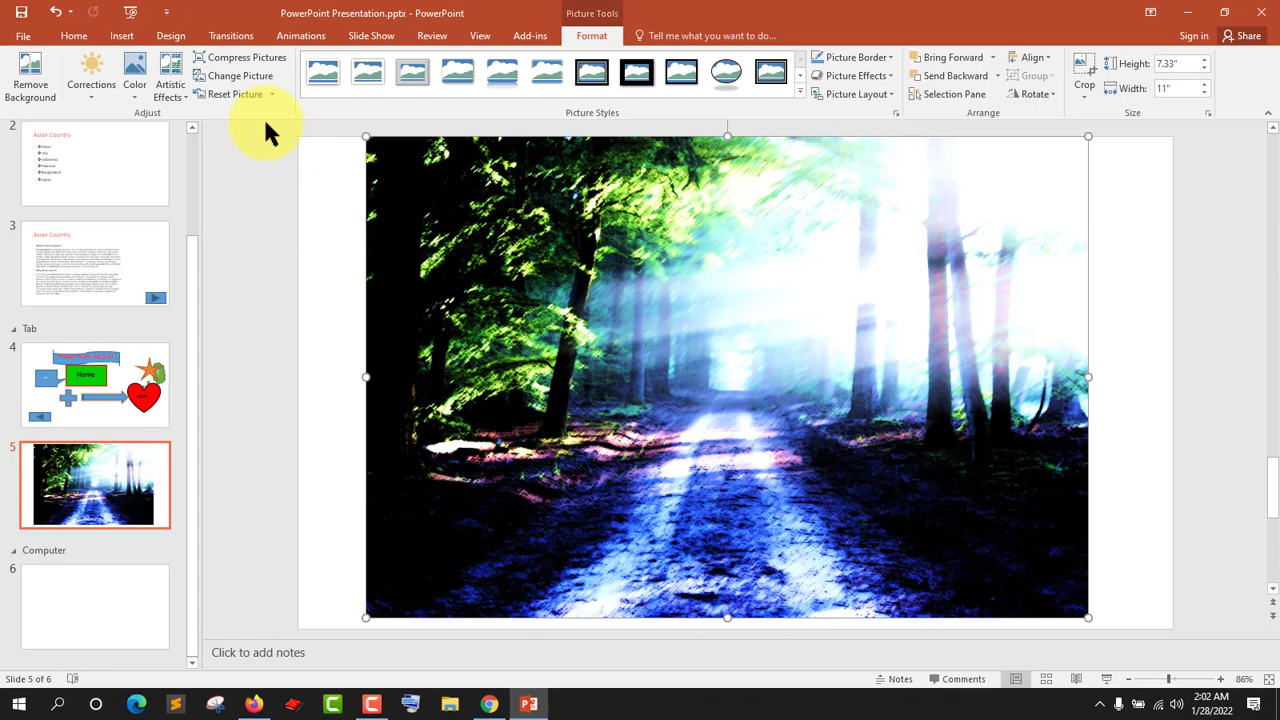 PowerPoint Presentation.pptx - PowerPoint
Picture Tools
Sign in
Share
File
Home
Insert
Design
Transitions
Animations
Slide Show
Review
View
Add-ins
Format
Tell me what you want to do...
Remove Background
Corrections
Color
Artistic Effects
Compress Pictures
Change Picture
Reset Picture
Adjust
Picture Styles
Picture Border
Picture Effects
Picture Layout
Bring Forward
Send Backward
Selection Pane
Align
Group
Rotate
Arrange
Crop
Height: 7.33"
Width: 11"
Size
2
Asian Country
3
Asian Country
Tab
4
Home
5
Computer
6
Click to add notes
Slide 5 of 6
Notes
Comments
86%
2:02 AM
1/28/2022